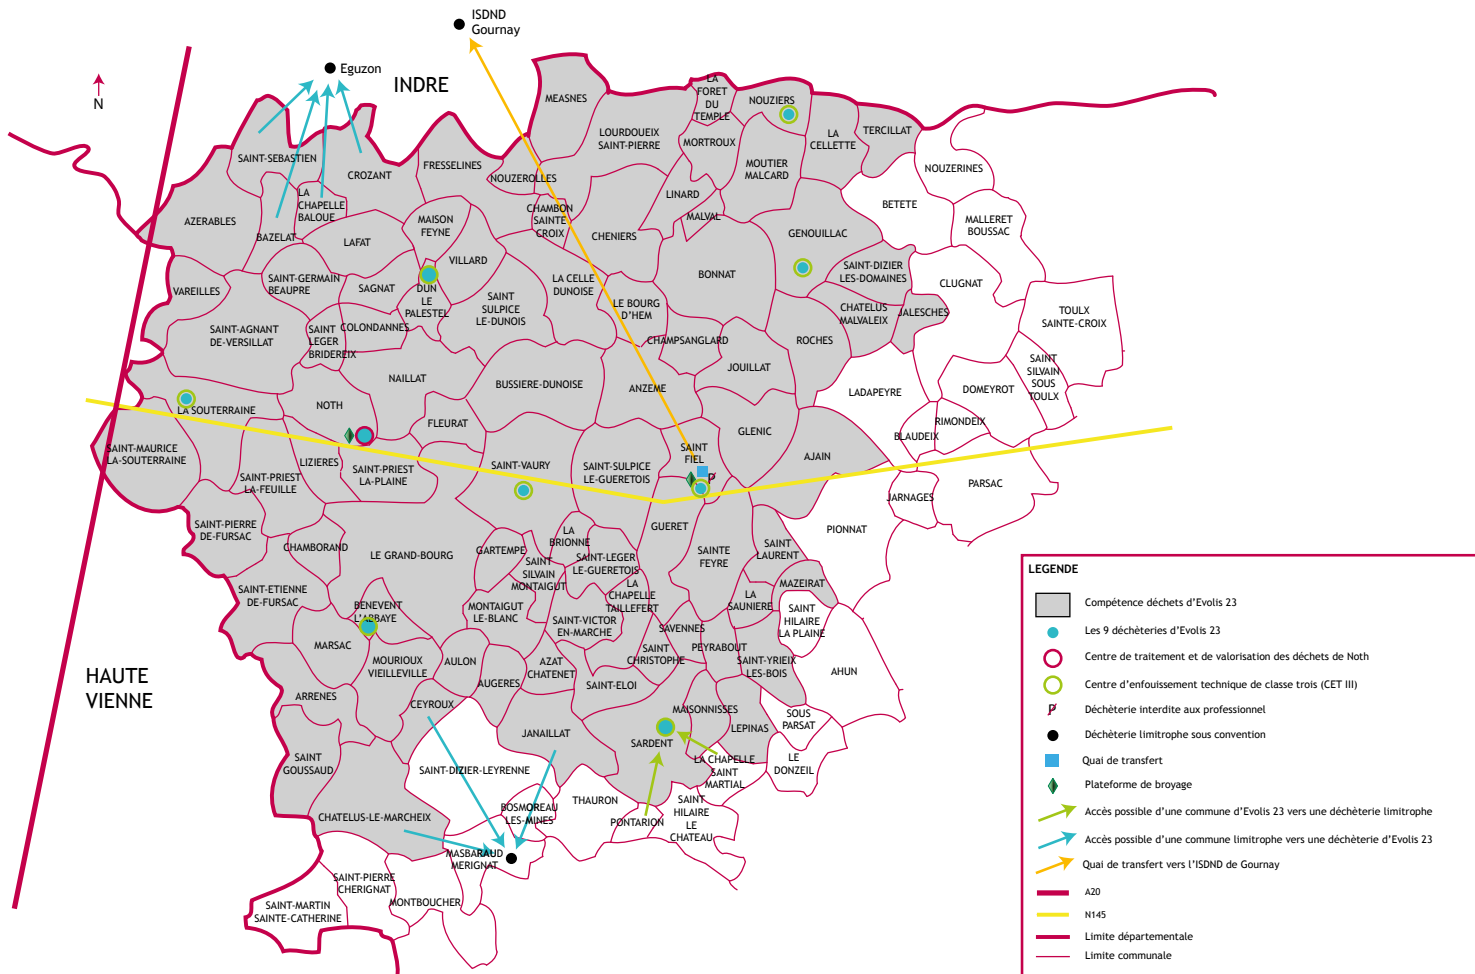 ISDND
Gournay
Eguzon
INDRE
N
MEASNES
LA
FORET
DU
TEMPLE
NOUZIERS
LOURDOUEIX
SAINT-PIERRE
MORTROUX
LA
CELLETTE
TERCILLAT
SAINT-SEBASTIEN
CROZANT
FRESSELINES
NOUZEROLLES
MOUTIER
MALCARD
NOUZERINES
LINARD
BETETE
AZERABLES
LA
CHAPELLE
BALOUE
BAZELAT
LAFAT
MAISON
FEYNE
CHAMBON
SAINTE
CROIX
CHENIERS
MALVAL
GENOUILLAC
MALLERET
BOUSSAC
VAREILLES
SAINT-GERMAIN
BEAUPRE
SAGNAT
DUN
LE
PALESTEL
VILLARD
SAINT
SULPICE
LE-DUNOIS
LA CELLE
DUNOISE
LE BOURG
D'HEM
BONNAT
SAINT-DIZIER
LES-DOMAINES
CLUGNAT
TOULX
SAINTE-CROIX
SAINT-AGNANT
DE-VERSILLAT
SAINT
LEGER
BRIDEREIX
COLONDANNES
CHAMPSANGLARD
CHATELUS
MALVALEIX
JALESCHES
ROCHES
JOUILLAT
SAINT
SILVAIN
SOUS
TOULX
NAILLAT
BUSSIERE-DUNOISE
ANZEME
LADAPEYRE
DOMEYROT
LA SOUTERRAINE
NOTH
FLEURAT
GLENIC
RIMONDEIX
BLAUDEIX
SAINT-MAURICE
LA-SOUTERRAINE
LIZIERES
SAINT-PRIEST
LA-FEUILLE
SAINT-PRIEST
LA-PLAINE
SAINT-VAURY
SAINT-SULPICE
LE-GUERETOIS
SAINT
FIEL
P
AJAIN
JARNAGES
PARSAC
SAINT-PIERRE
DE-FURSAC
CHAMBORAND
LE GRAND-BOURG
GARTEMPE
LA
BRIONNE
GUERET
SAINTE
FEYRE
SAINT
LAURENT
PIONNAT
SAINT
SILVAIN
MONTAIGUT
SAINT-LEGER
LE-GUERETOIS
LA
CHAPELLE
TAILLEFERT
MAZEIRAT
SAINT-ETIENNE
DE-FURSAC
BENEVENT
L'ABBAYE
MONTAIGUT
LE-BLANC
SAINT-VICTOR
EN-MARCHE
SAVENNES
LA
SAUNIERE
SAINT
HILAIRE
LA PLAINE
MARSAC
MOURIOUX
VIEILLEVILLE
AULON
AZAT
CHATENET
SAINT
CHRISTOPHE
PEYRABOUT
SAINT-YRIEIX
LES-BOIS
AHUN
HAUTE
VIENNE
ARRENES
CEYROUX
AUGERES
SAINT-ELOI
MAISONNISSES
LEPINAS
SOUS
PARSAT
JANAILLAT
SARDENT
SAINT
GOUSSAUD
SAINT-DIZIER-LEYRENNE
LA CHAPELLE
SAINT
MARTIAL
LE
DONZEIL
CHATELUS-LE-MARCHEIX
BOSMOREAU
LES-MINES
THAURON
PONTARION
SAINT
HILAIRE
LE
CHATEAU
MASBARAUD
MERIGNAT
SAINT-PIERRE
CHERIGNAT
MONTBOUCHER
SAINT-MARTIN
SAINTE-CATHERINE
LEGENDE
Compétence déchets d'Evolis 23
Les 9 déchèteries d'Evolis 23
Centre de traitement et de valorisation des déchets de Noth
Centre d'enfouissement technique de classe trois (CET III)
P Déchèterie interdite aux professionnel
Déchèterie limitrophe sous convention
Quai de transfert
Plateforme de broyage
Accès possible d'une commune d'Evolis 23 vers une déchèterie limitrophe
Accès possible d'une commune limitrophe vers une déchèterie d'Evolis 23
Quai de transfert vers l'ISDND de Gournay
A20
N145
Limite départementale
Limite communale